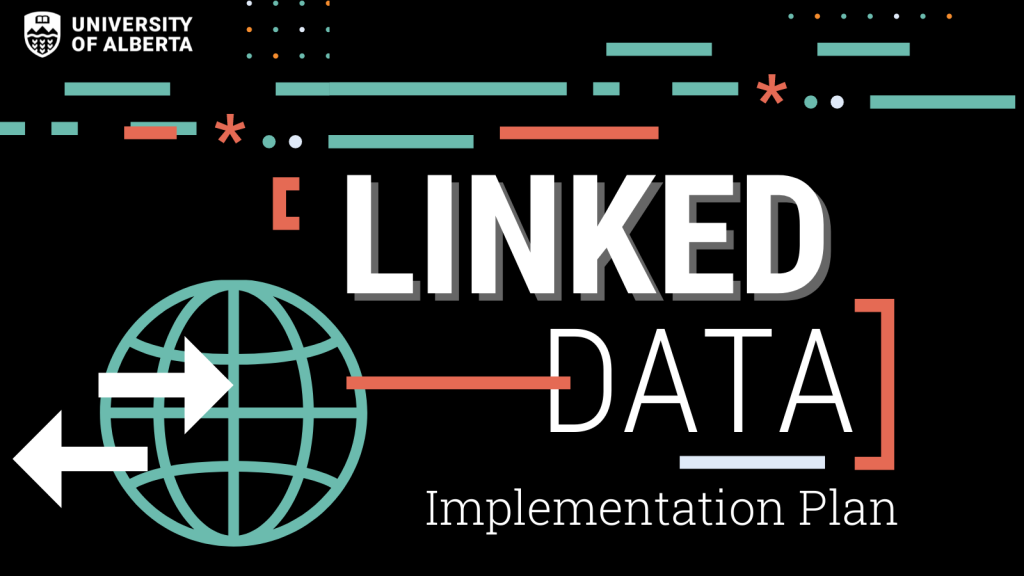 UNIVERSITY
OF ALBERTA
LINKED
DATA
Implementation Plan